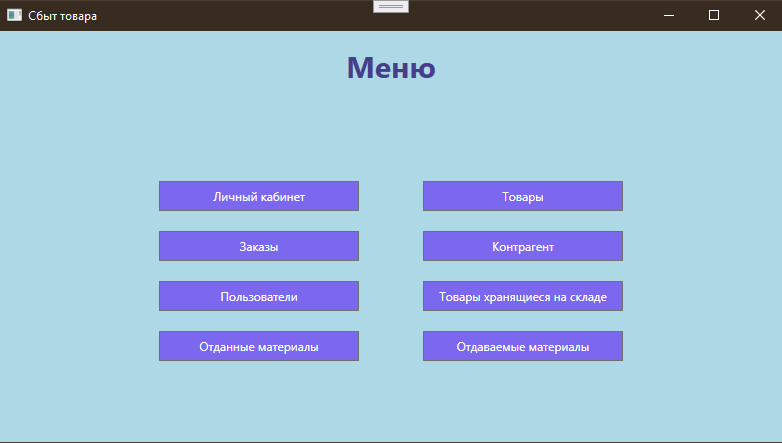 Сбыт товара
Меню
Личный кабинет
Товары
Заказы
Контрагент
Пользователи
Товары хранящиеся на складе
Отданные материалы
Отдаваемые материалы